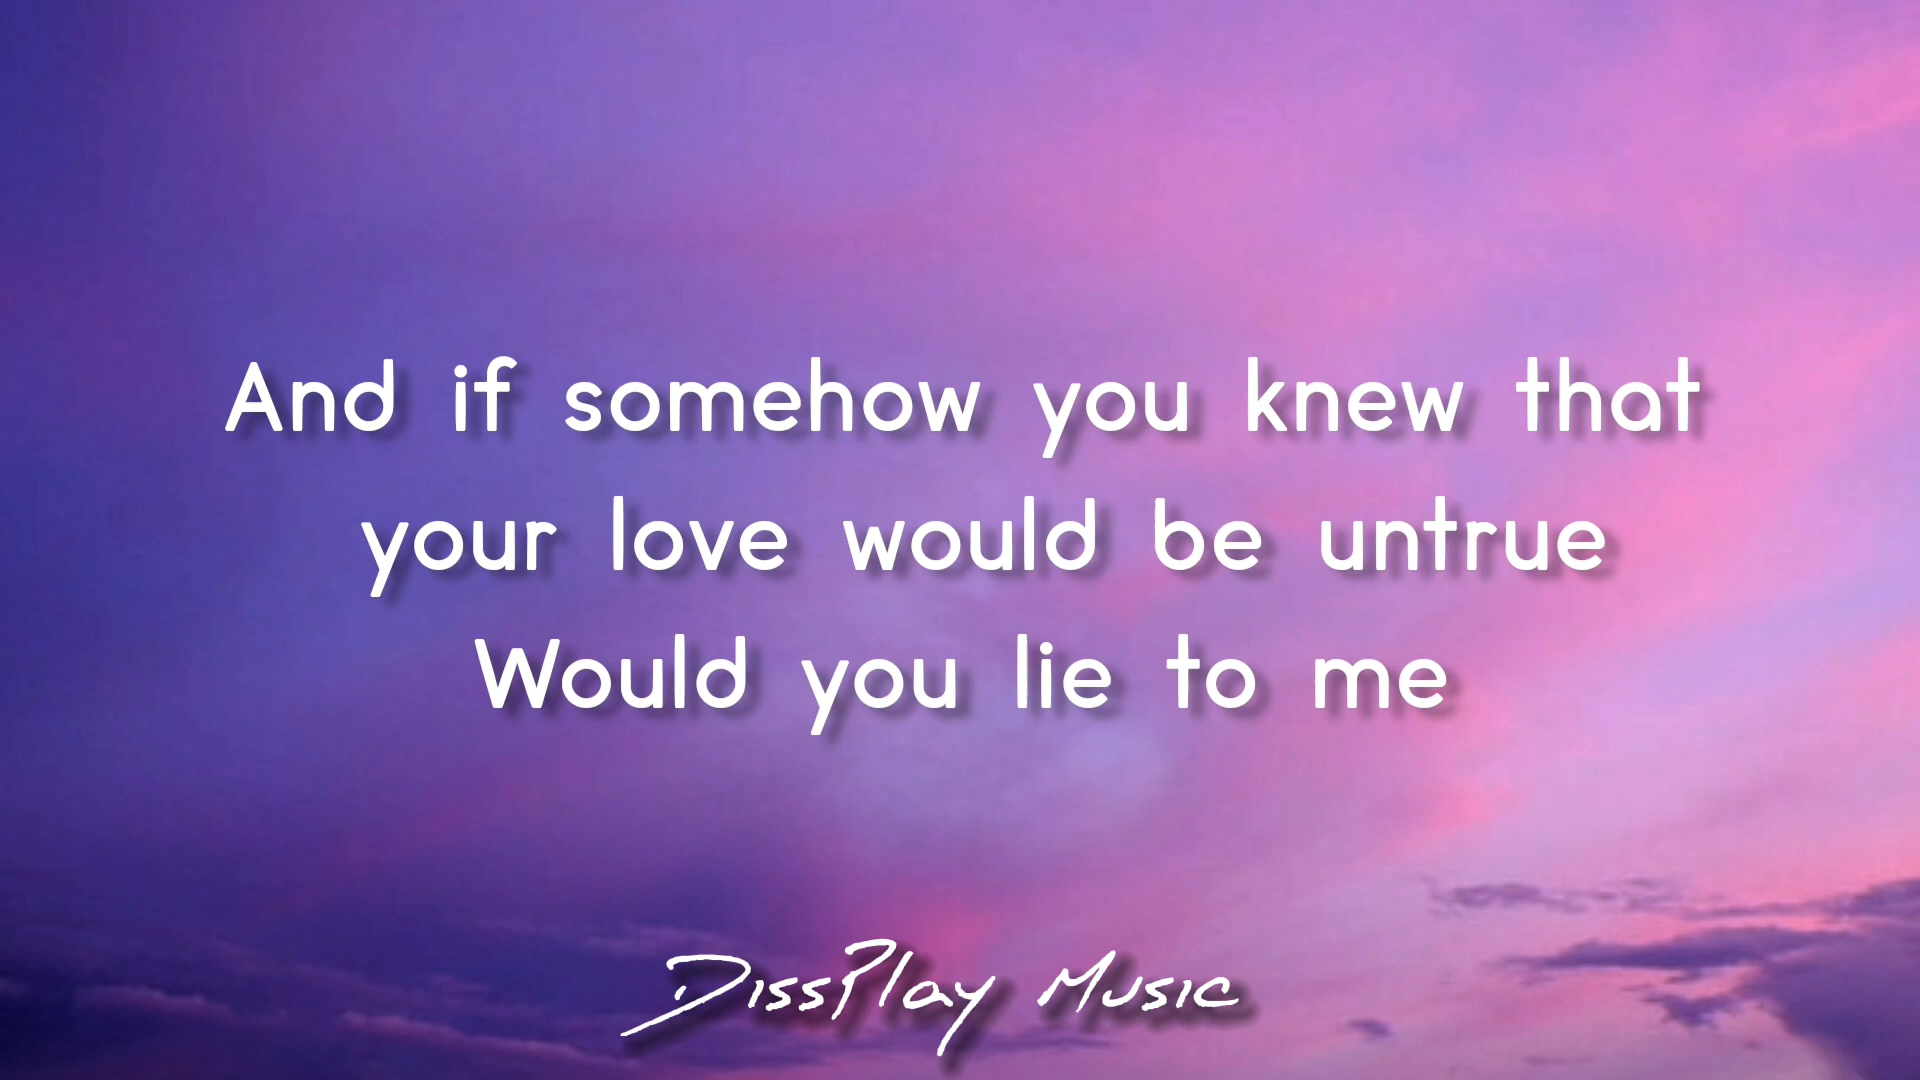 And if somehow you knew that
your love would be untrue
Would you lie to me
DissPlay Music